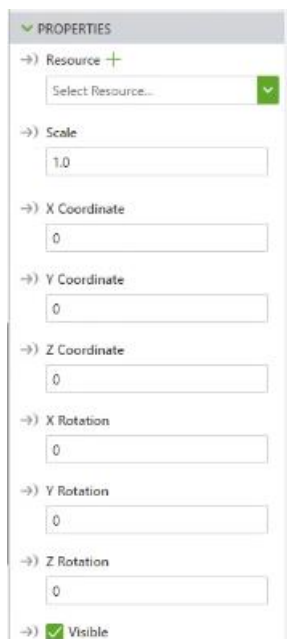 PROPERTIES
Resource
Select Resource...
Scale
1.0
X Coordinate
0
Y Coordinate
0
Z Coordinate
0
X Rotation
0
Y Rotation
0
Z Rotation
0
Visible